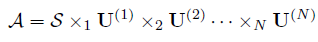 𝒜 = 𝒮 ×₁ 𝐔⁽¹⁾ ×₂ 𝐔⁽²⁾ ⋯ ×_N 𝐔⁽ᴺ⁾